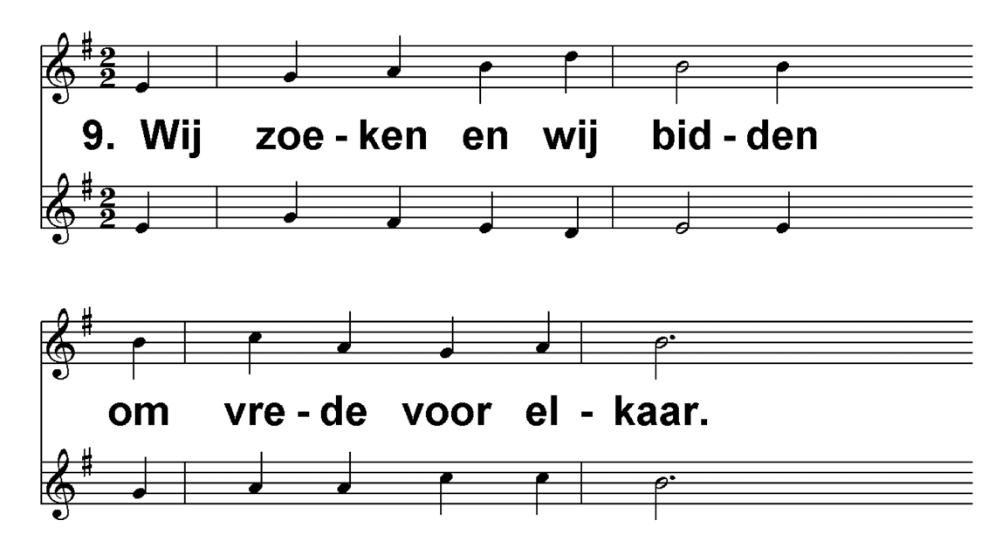 9. Wij zoe - ken en wij bid - den
om vre - de voor el - kaar.